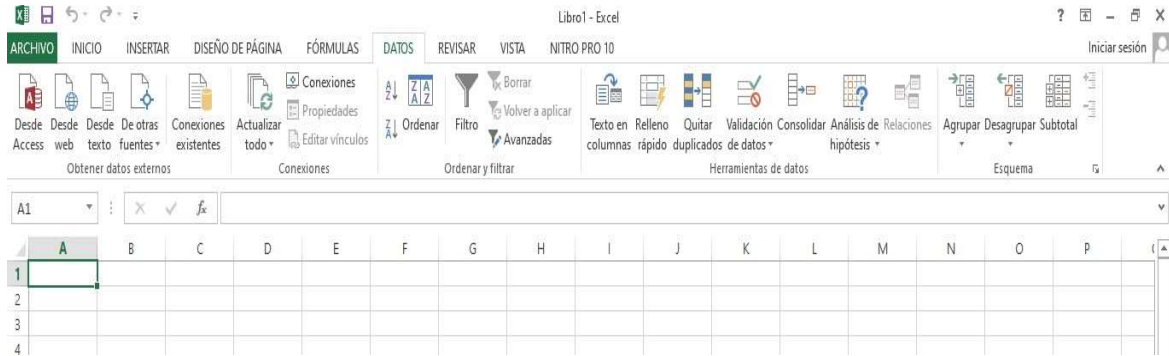 Libro1 - Excel
?
ARCHIVO INICIO INSERTAR DISEÑO DE PÁGINA FÓRMULAS DATOS REVISAR VISTA NITRO PRO 10 Iniciar sesión
Desde Access
Desde web
Desde texto
De otras fuentes
Conexiones existentes
Obtener datos externos
Actualizar todo
Conexiones
Propiedades
Editar vínculos
Conexiones
Ordenar
Filtro
Borrar
Volver a aplicar
Avanzadas
Ordenar y filtrar
Texto en columnas
Relleno rápido
Quitar duplicados
Validación de datos
Consolidar
Análisis de hipótesis
Relaciones
Herramientas de datos
Agrupar
Desagrupar
Subtotal
Esquema
A1 fx
A B C D E F G H I J K L M N O P
1
2
3
4